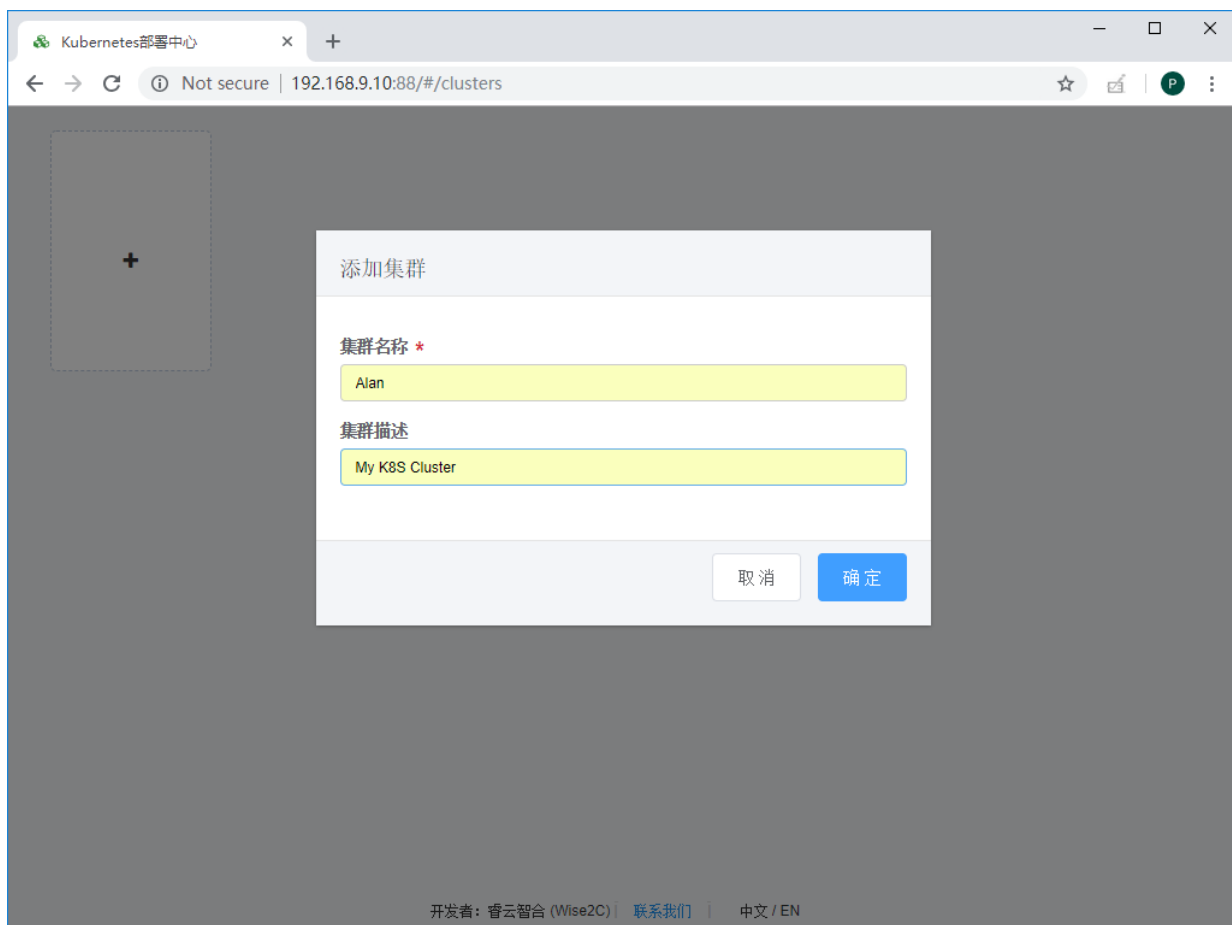 Kubernetes部署中心
Not secure | 192.168.9.10:88/#/clusters
P
添加集群
集群名称 *
Alan
集群描述
My K8S Cluster
取消 确定
开发者：睿云智合 (Wise2C) | 联系我们 | 中文 / EN